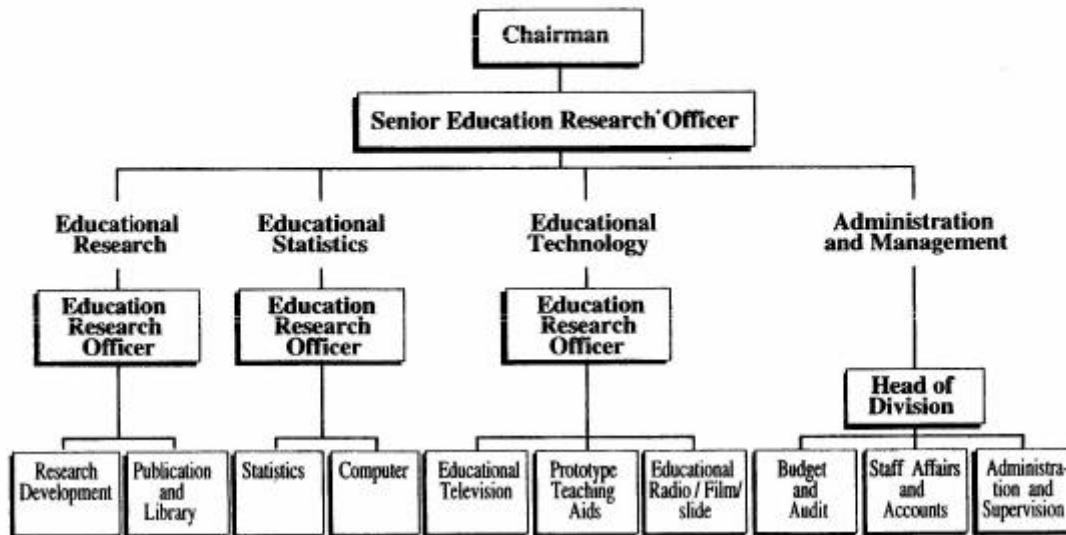 Chairman
Senior Education Research Officer
Educational
Research
Educational
Statistics
Educational
Technology
Administration
and Management
Education
Research
Officer
Education
Research
Officer
Education
Research
Officer
Head of
Division
Research
Development
Publication
and
Library
Statistics
Computer
Educational
Television
Prototype
Teaching
Aids
Educational
Radio / Film/
slide
Budget
and
Audit
Staff Affairs
and
Accounts
Administra-
tion and
Supervision